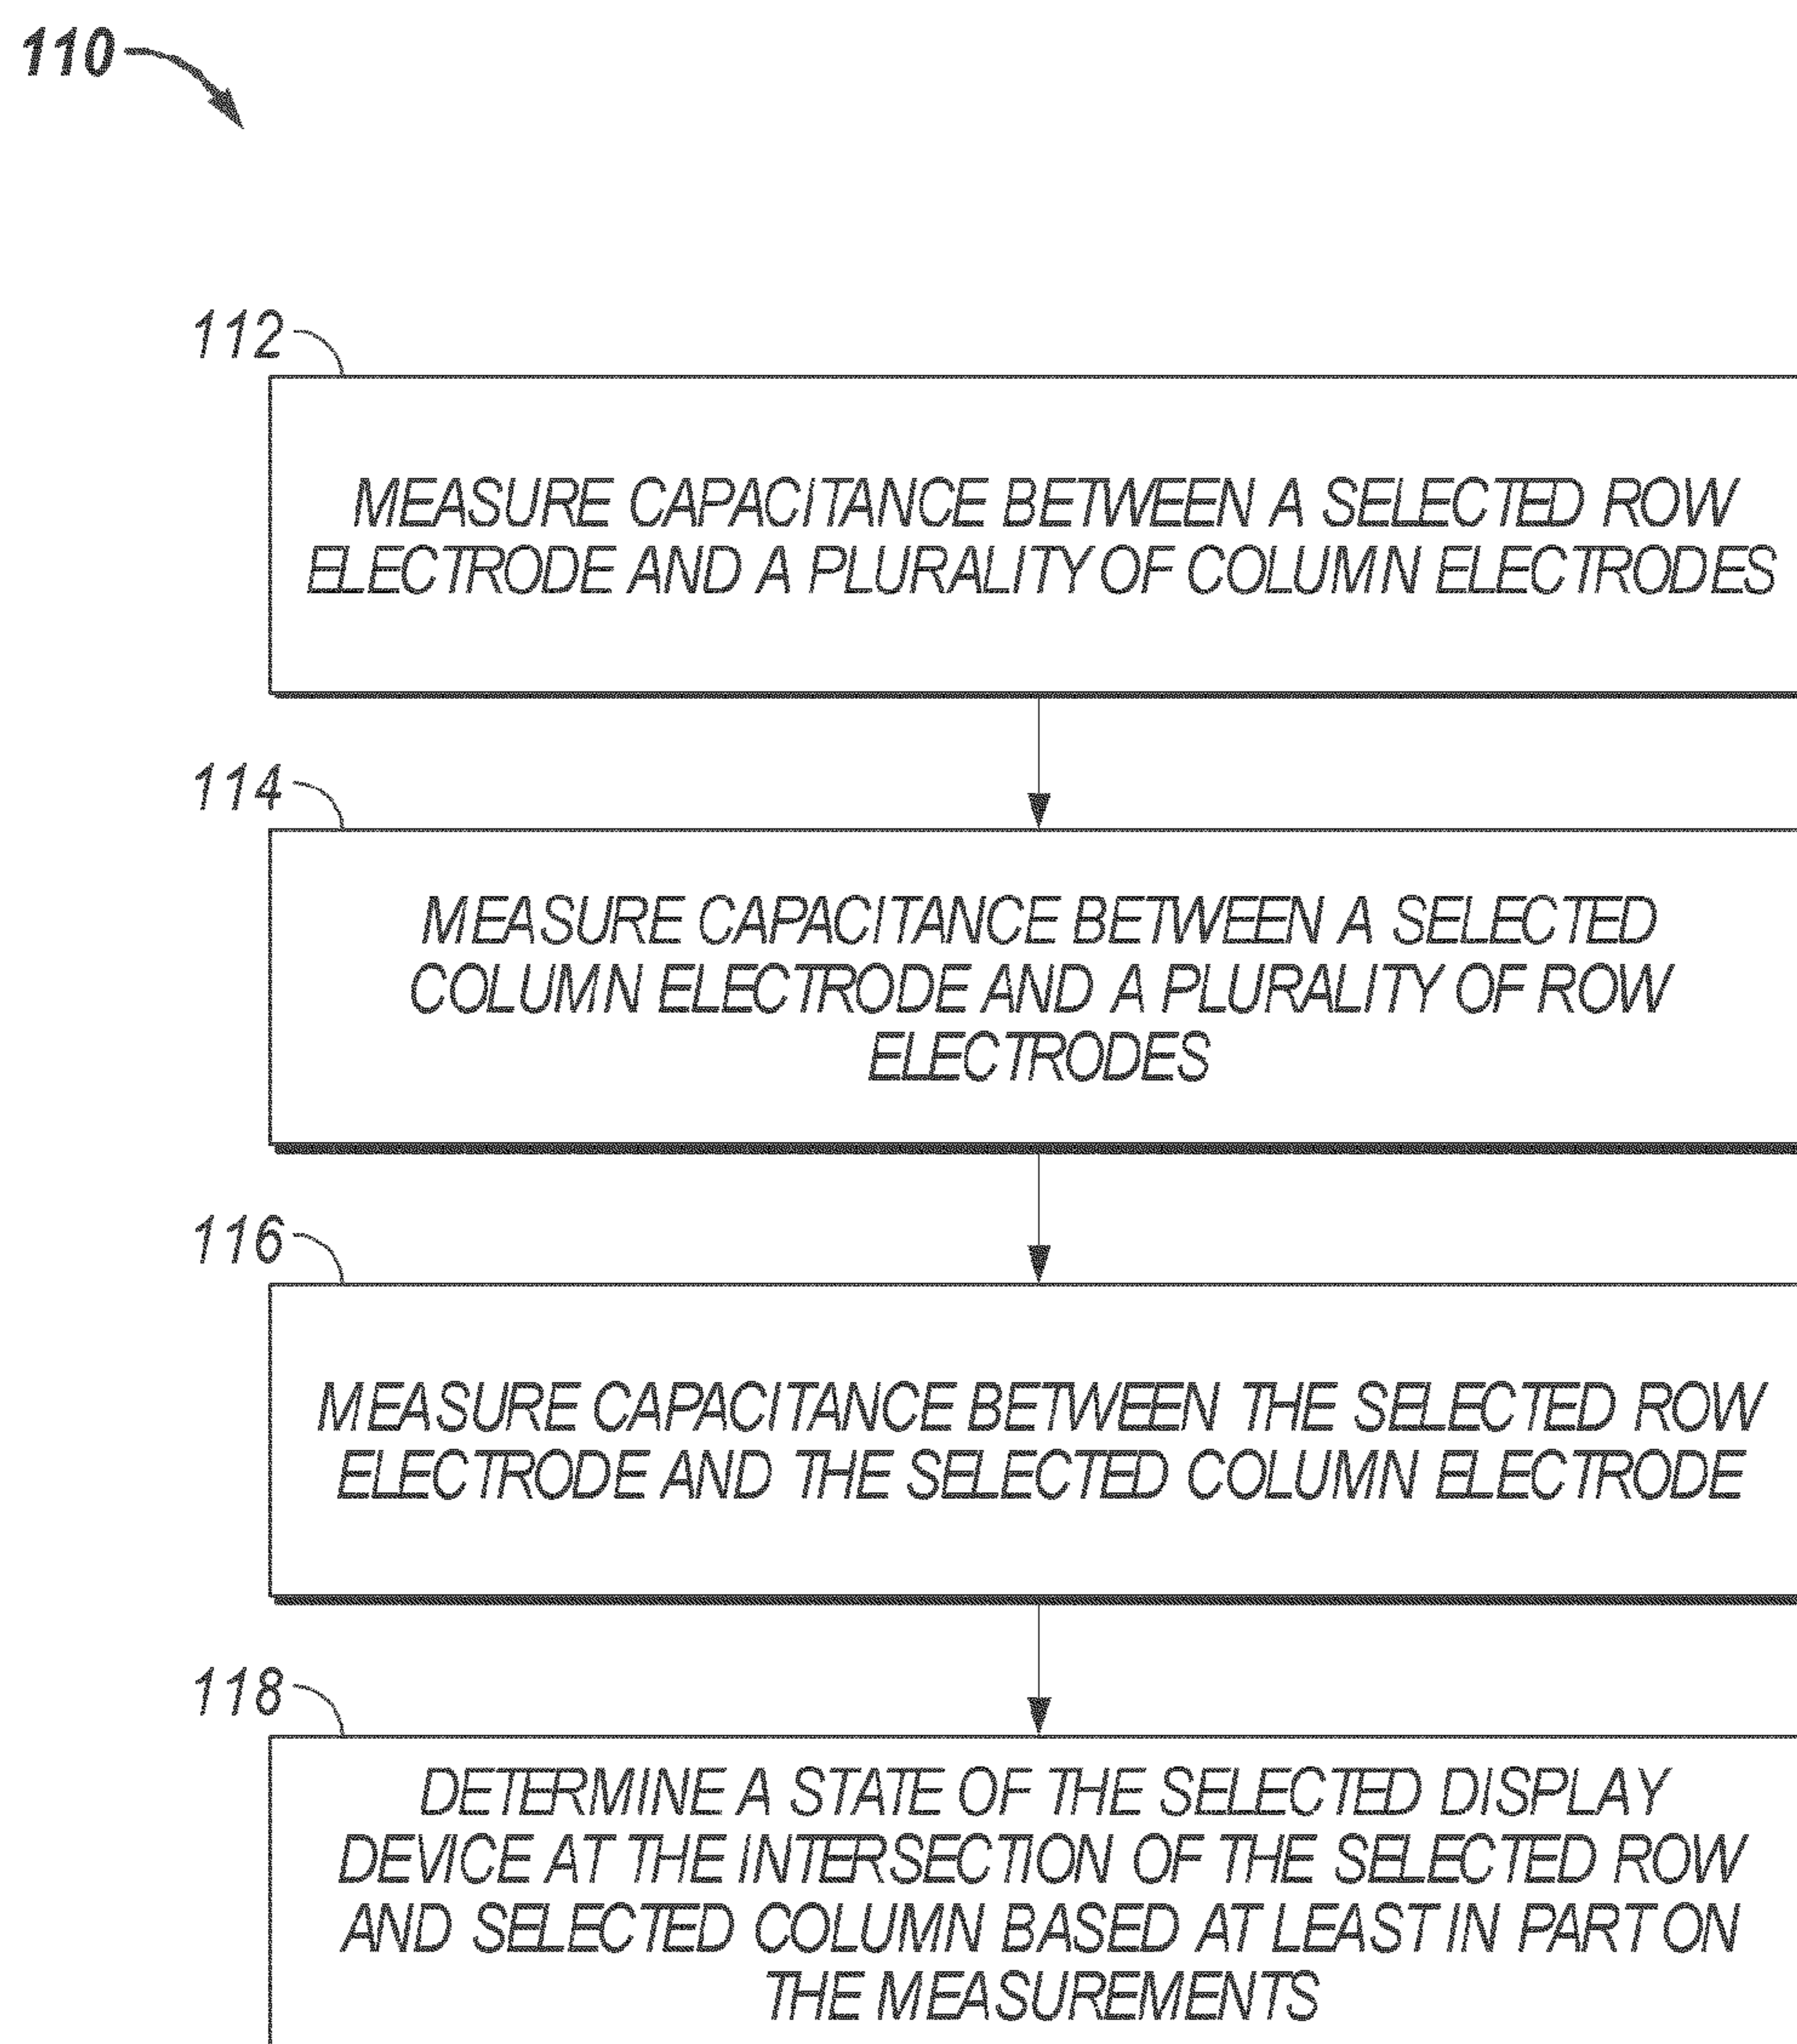 110
112
MEASURE CAPACITANCE BETWEEN A SELECTED ROW
ELECTRODE AND A PLURALITY OF COLUMN ELECTRODES
114
MEASURE CAPACITANCE BETWEEN A SELECTED
COLUMN ELECTRODE AND A PLURALITY OF ROW
ELECTRODES
116
MEASURE CAPACITANCE BETWEEN THE SELECTED ROW
ELECTRODE AND THE SELECTED COLUMN ELECTRODE
118
DETERMINE A STATE OF THE SELECTED DISPLAY
DEVICE AT THE INTERSECTION OF THE SELECTED ROW
AND SELECTED COLUMN BASED AT LEAST IN PART ON
THE MEASUREMENTS